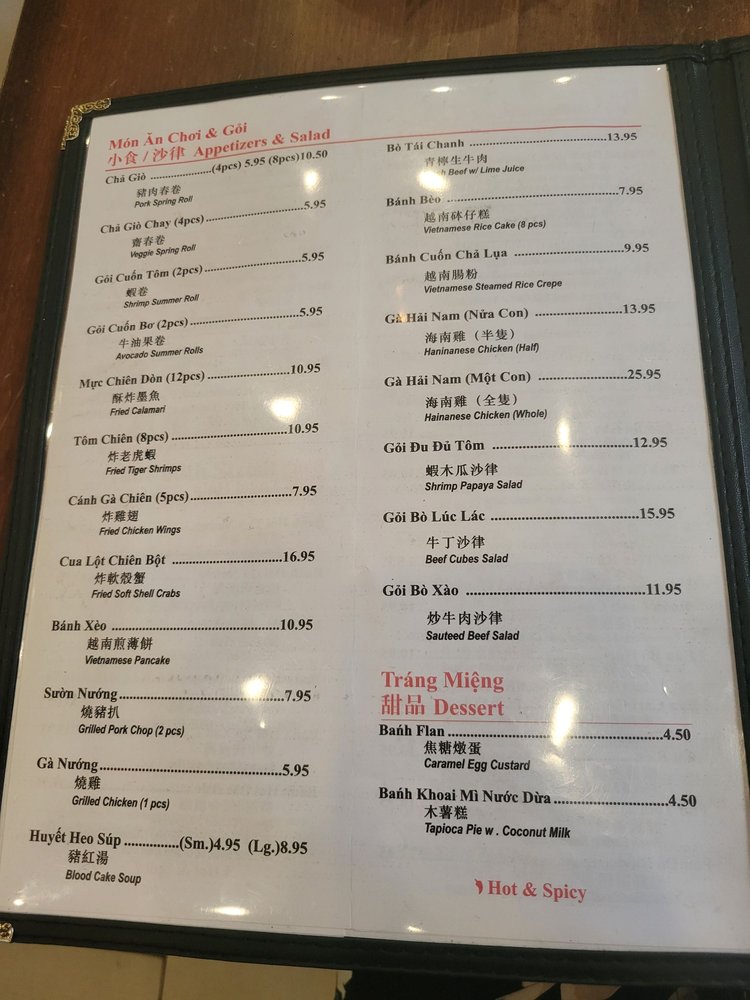 Món Ăn Chơi & Gỏi
小食 / 沙律 Appetizers & Salad
Chả Giò ..................(4pcs) 5.95 (8pcs)10.50
豬肉春卷
Pork Spring Roll
Chả Giò Chay (4pcs)..............................5.95
齋春卷
Veggie Spring Roll
Gỏi Cuốn Tôm (2pcs)..............................5.95
蝦卷
Shrimp Summer Roll
Gỏi Cuốn Bơ (2pcs)..............................5.95
牛油果卷
Avocado Summer Rolls
Mực Chiên Dòn (12pcs)........................10.95
酥炸墨魚
Fried Calamari
Tôm Chiên (8pcs)................................10.95
炸老虎蝦
Fried Tiger Shrimps
Cánh Gà Chiên (5pcs)............................7.95
炸雞翅
Fried Chicken Wings
Cua Lột Chiên Bột ............................16.95
炸軟殼蟹
Fried Soft Shell Crabs
Bánh Xèo ............................................10.95
越南煎薄餅
Vietnamese Pancake
Sườn Nướng..........................................7.95
燒豬扒
Grilled Pork Chop (2 pcs)
Gà Nướng..............................................5.95
燒雞
Grilled Chicken (1 pcs)
Huyết Heo Súp ..............(Sm.)4.95 (Lg.)8.95
豬紅湯
Blood Cake Soup
Bò Tái Chanh ....................................13.95
青檸生牛肉
Beef w/ Lime Juice
Bánh Bèo ............................................7.95
越南砵仔糕
Vietnamese Rice Cake (8 pcs)
Bánh Cuốn Chả Lụa ............................9.95
越南腸粉
Vietnamese Steamed Rice Crepe
Gà Hải Nam (Nửa Con) ......................13.95
海南雞（半隻）
Haninanese Chicken (Half)
Gà Hải Nam (Một Con) ......................25.95
海南雞（全隻）
Hainanese Chicken (Whole)
Gỏi Đu Đủ Tôm ..................................12.95
蝦木瓜沙律
Shrimp Papaya Salad
Gỏi Bò Lúc Lác ..................................15.95
牛丁沙律
Beef Cubes Salad
Gỏi Bò Xào ........................................11.95
炒牛肉沙律
Sauteed Beef Salad
Tráng Miệng
甜品 Dessert
Bańh Flan ............................................4.50
焦糖燉蛋
Caramel Egg Custard
Bańh Khoai Mì Nước Dừa......................4.50
木薯糕
Tapioca Pie w . Coconut Milk
Hot & Spicy